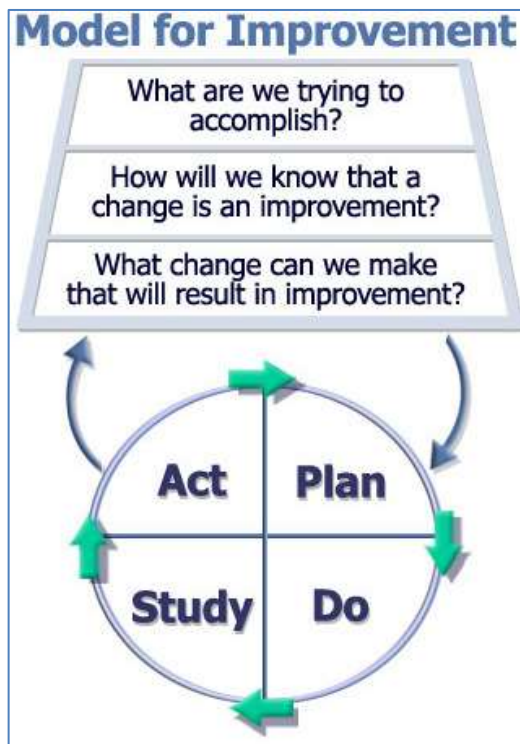 Model for Improvement
What are we trying to
accomplish?
How will we know that a
change is an improvement?
What change can we make
that will result in improvement?
Act
Plan
Study
Do